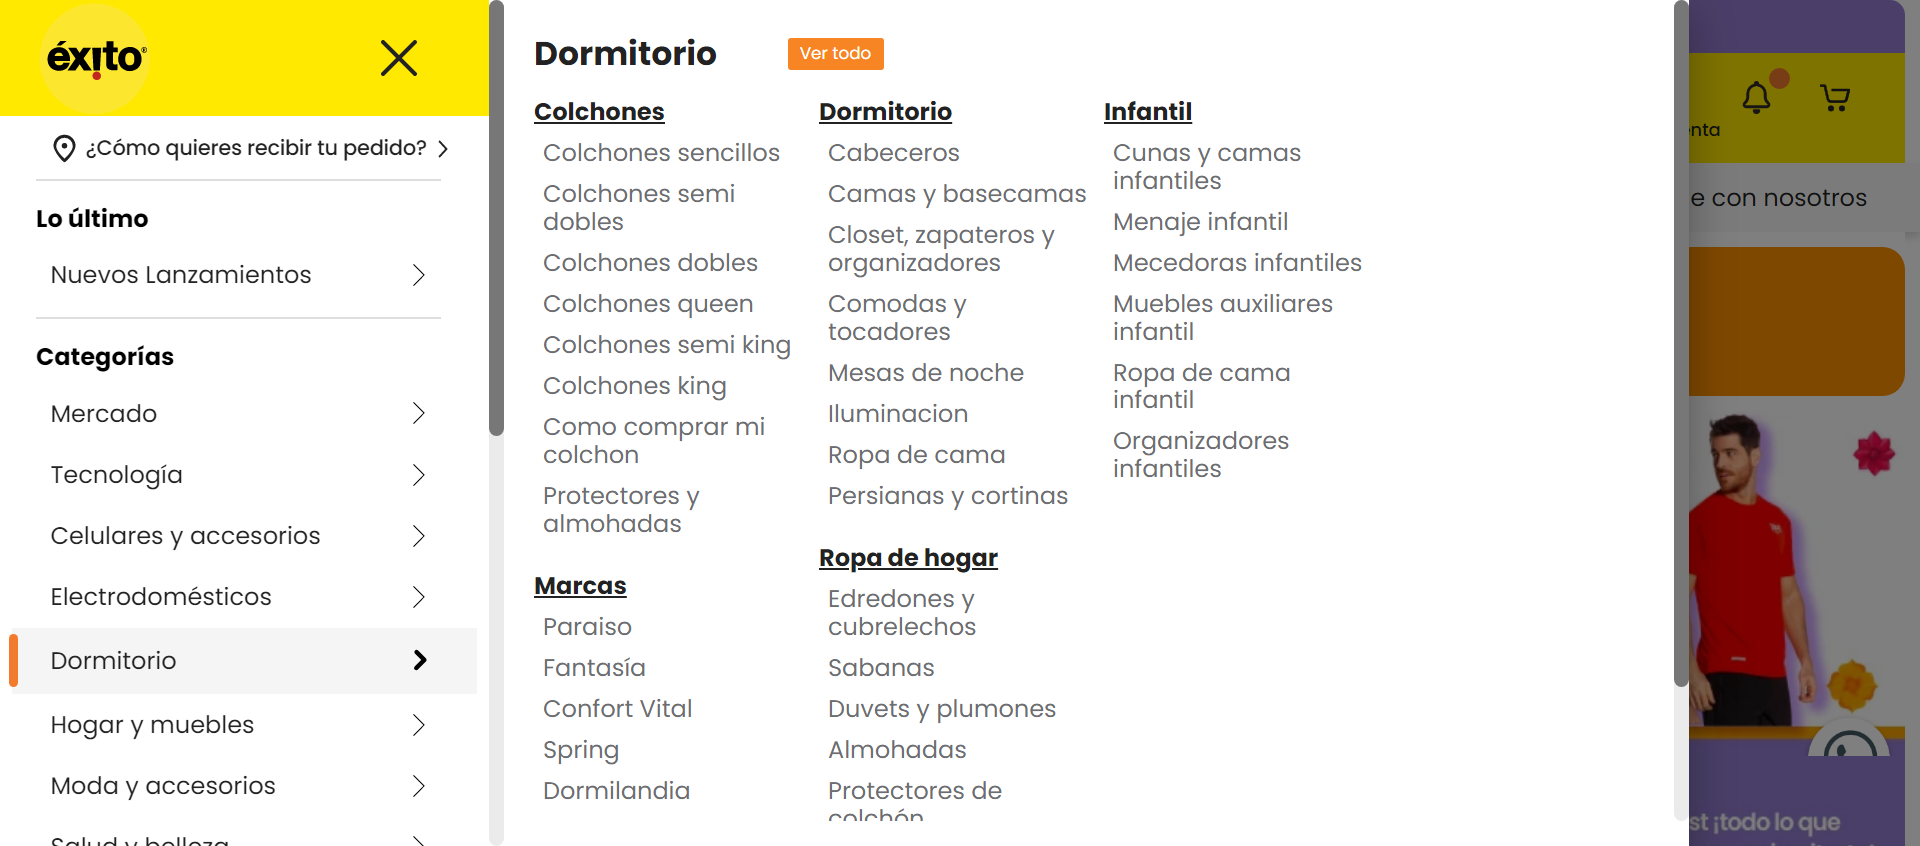 éxito®
¿Cómo quieres recibir tu pedido?
Lo último
Nuevos Lanzamientos
Categorías
Mercado
Tecnología
Celulares y accesorios
Electrodomésticos
Dormitorio
Hogar y muebles
Moda y accesorios
Salud y belleza
Dormitorio
Ver todo
Colchones
Colchones sencillos
Colchones semi
dobles
Colchones dobles
Colchones queen
Colchones semi king
Colchones king
Como comprar mi
colchon
Protectores y
almohadas
Marcas
Paraiso
Fantasía
Confort Vital
Spring
Dormilandia
Dormitorio
Cabeceros
Camas y basecamas
Closet, zapateros y
organizadores
Comodas y
tocadores
Mesas de noche
Iluminacion
Ropa de cama
Persianas y cortinas
Ropa de hogar
Edredones y
cubrelechos
Sabanas
Duvets y plumones
Almohadas
Protectores de
colchón
Infantil
Cunas y camas
infantiles
Menaje infantil
Mecedoras infantiles
Muebles auxiliares
infantil
Ropa de cama
infantil
Organizadores
infantiles
enta
e con nosotros
st ¡todo lo que